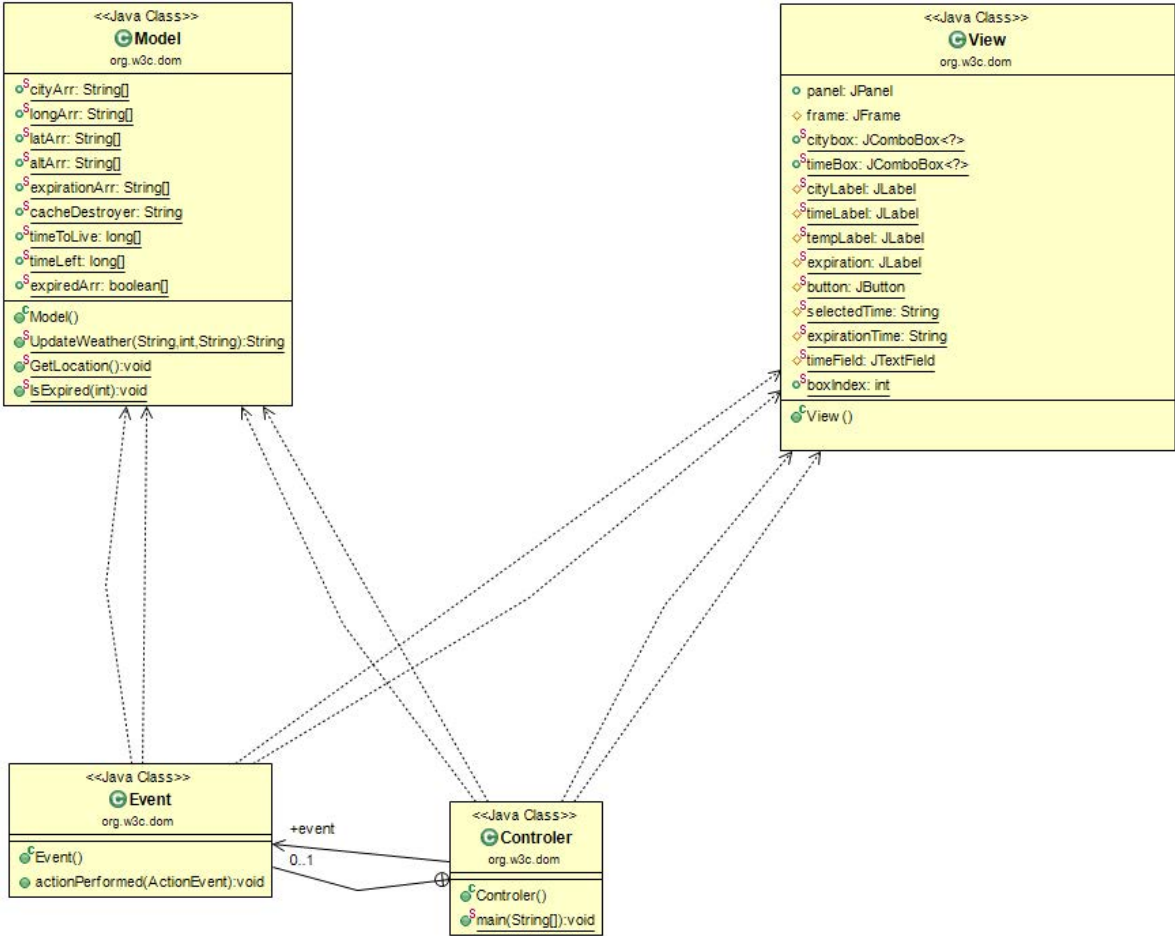 <<Java Class>>
Model
org.w3c.dom
cityArr: String[]
longArr: String[]
latArr: String[]
altArr: String[]
expirationArr: String[]
cacheDestroyer: String
timeToLive: long[]
timeLeft: long[]
expiredArr: boolean[]
Model()
UpdateWeather(String,int,String):String
GetLocation():void
IsExpired(int):void
<<Java Class>>
View
org.w3c.dom
panel: JPanel
frame: JFrame
citybox: JComboBox<?>
timeBox: JComboBox<?>
cityLabel: JLabel
timeLabel: JLabel
tempLabel: JLabel
expiration: JLabel
button: JButton
selectedTime: String
expirationTime: String
timeField: JTextField
boxIndex: int
View ()
<<Java Class>>
Event
org.w3c.dom
Event()
actionPerformed(ActionEvent):void
+event
0..1
<<Java Class>>
Controler
org.w3c.dom
Controler()
main(String[]):void